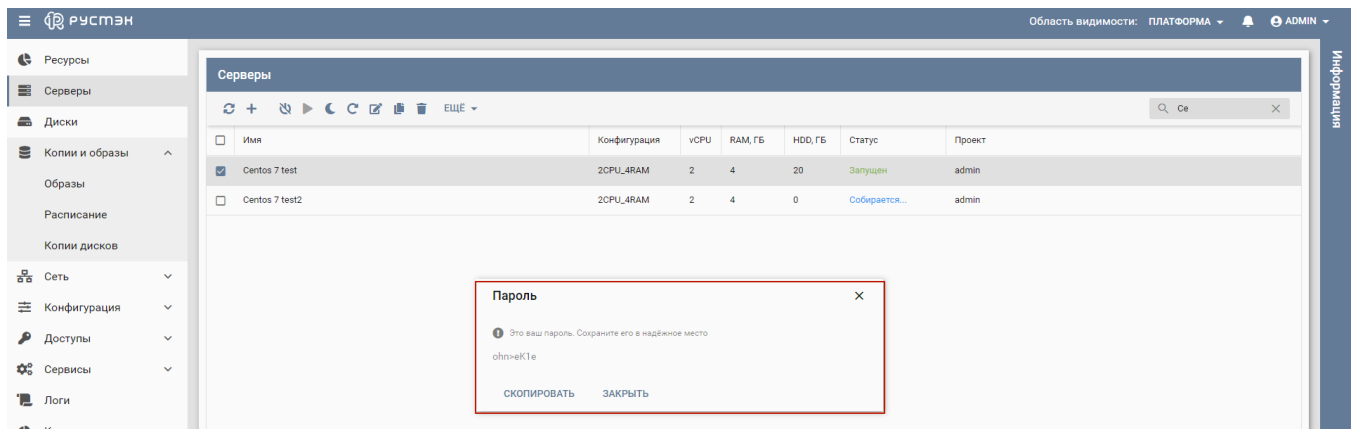 РУСТЭК
Область видимости: ПЛАТФОРМА
ADMIN
Ресурсы
Серверы
Диски
Копии и образы
Образы
Расписание
Копии дисков
Сеть
Конфигурация
Доступы
Сервисы
Логи
Серверы
ЕЩЁ
Се
Имя Конфигурация vCPU RAM, ГБ HDD, ГБ Статус Проект
Centos 7 test 2CPU_4RAM 2 4 20 Запущен admin
Centos 7 test2 2CPU_4RAM 2 4 0 Собирается... admin
Пароль
Это ваш пароль. Сохраните его в надёжное место
ohn>eK1e
СКОПИРОВАТЬ ЗАКРЫТЬ
Информация